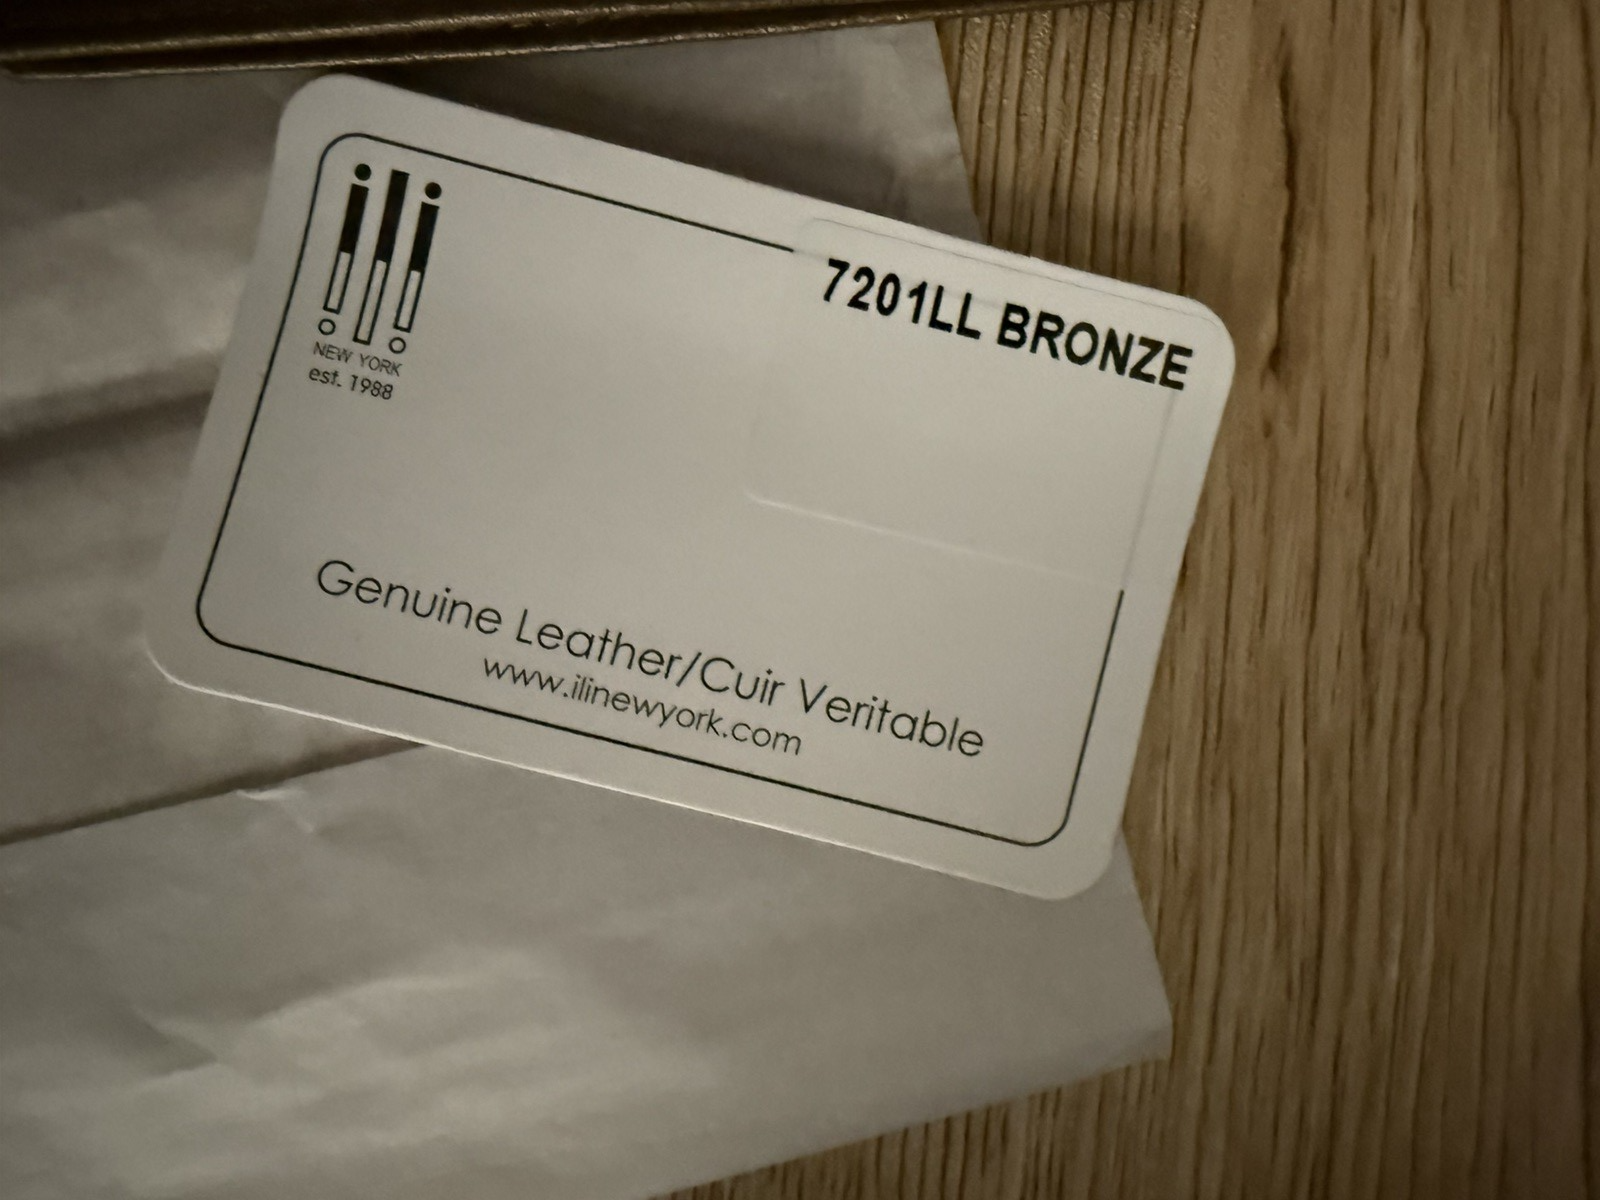 ili
NEW YORK
est. 1988
7201LL BRONZE
Genuine Leather/Cuir Veritable
www.ilinewyork.com